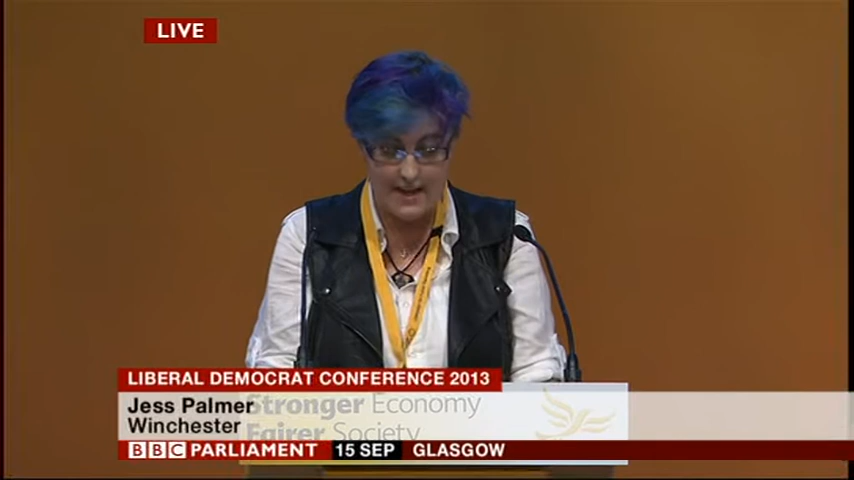 LIVE
LIBERAL DEMOCRAT CONFERENCE 2013
Jess Palmer
Stronger Economy
Winchester
Fairer Society
BBC PARLIAMENT 15 SEP GLASGOW